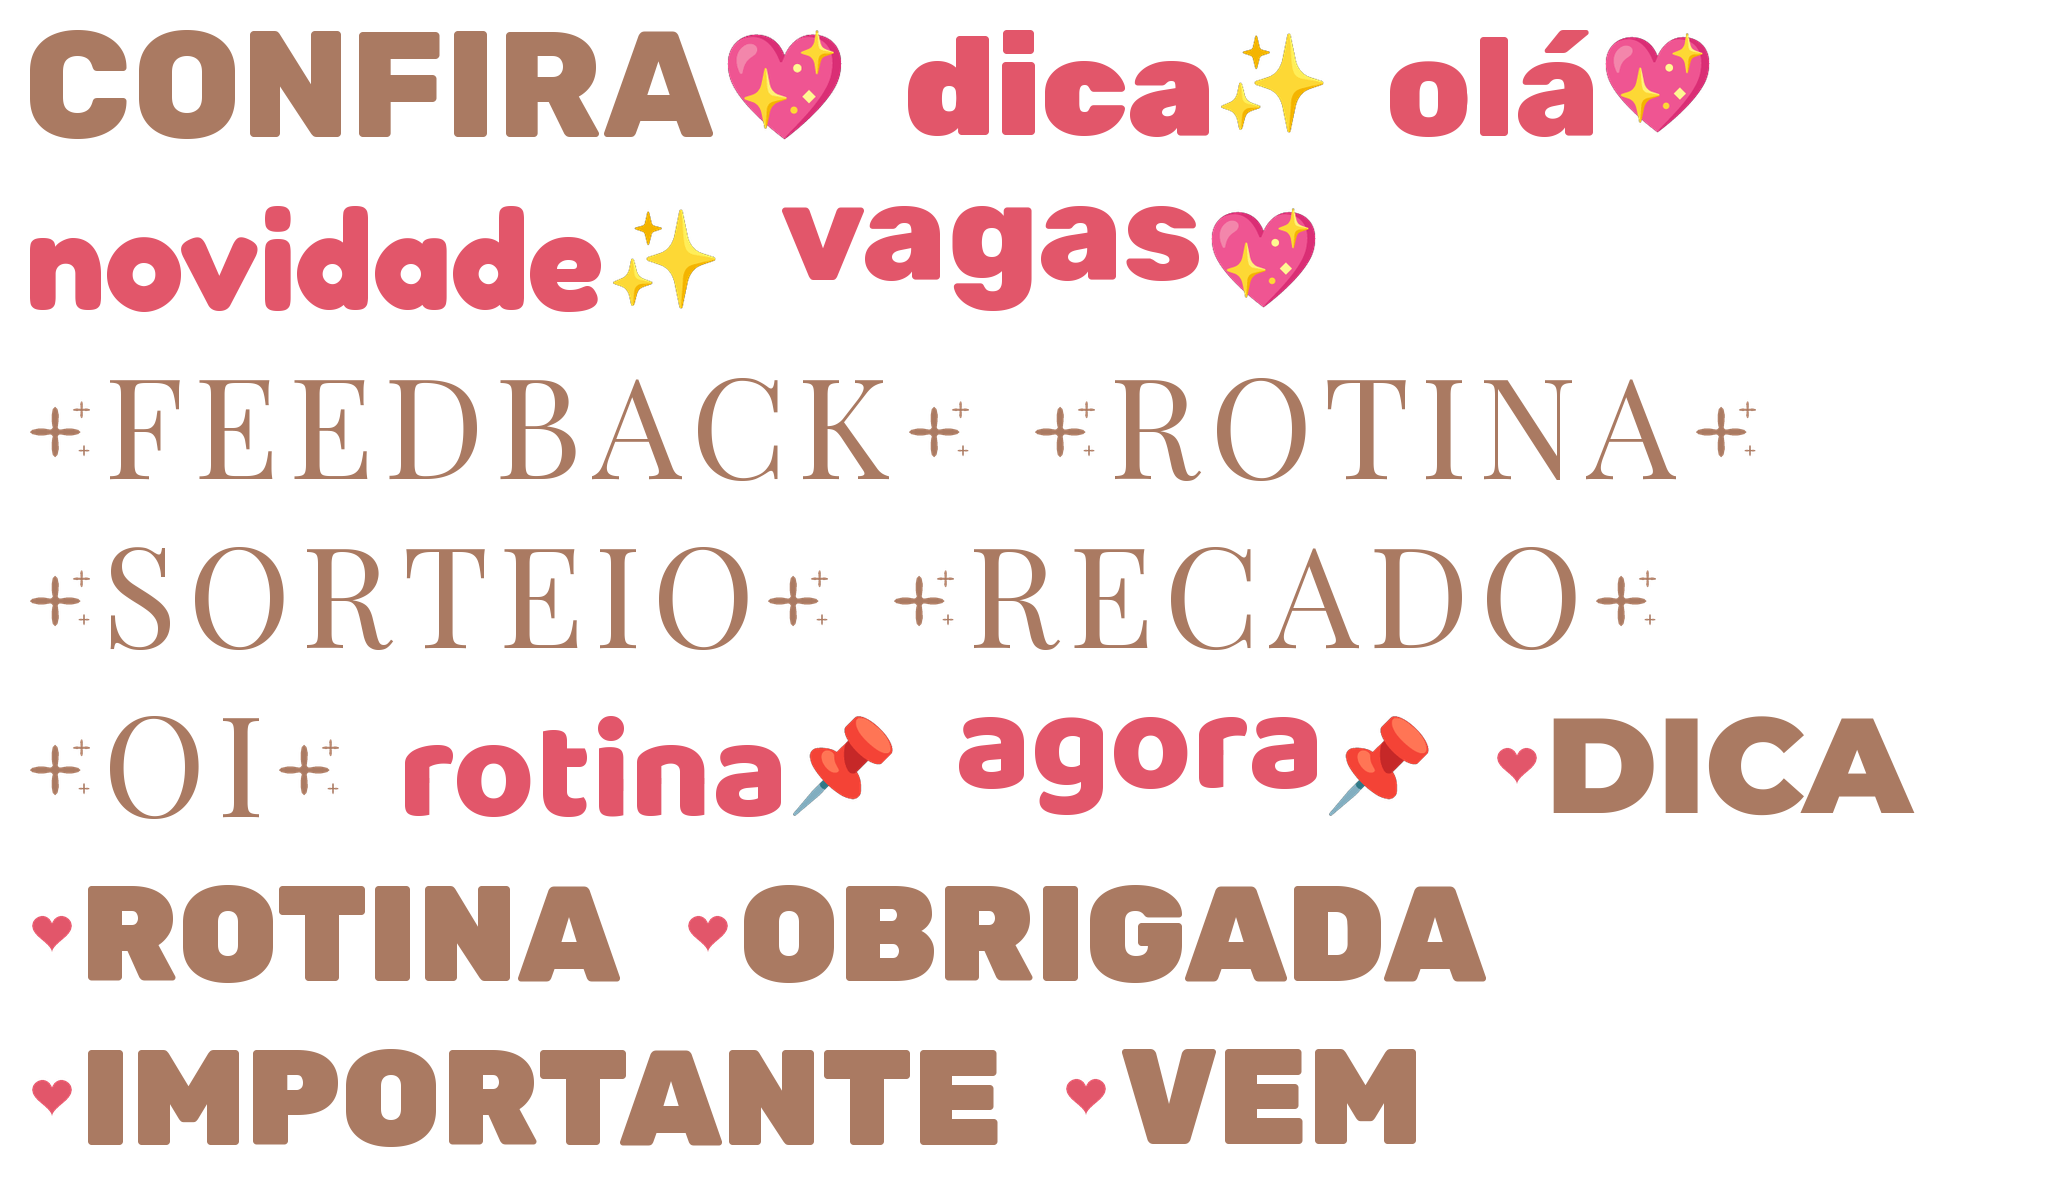 CONFIRA💖 dica✨ olá💖
novidade✨ vagas💖
FEEDBACK ROTINA
SORTEIO RECADO
OI rotina📌 agora📌 ♥DICA
♥ROTINA ♥OBRIGADA
♥IMPORTANTE ♥VEM